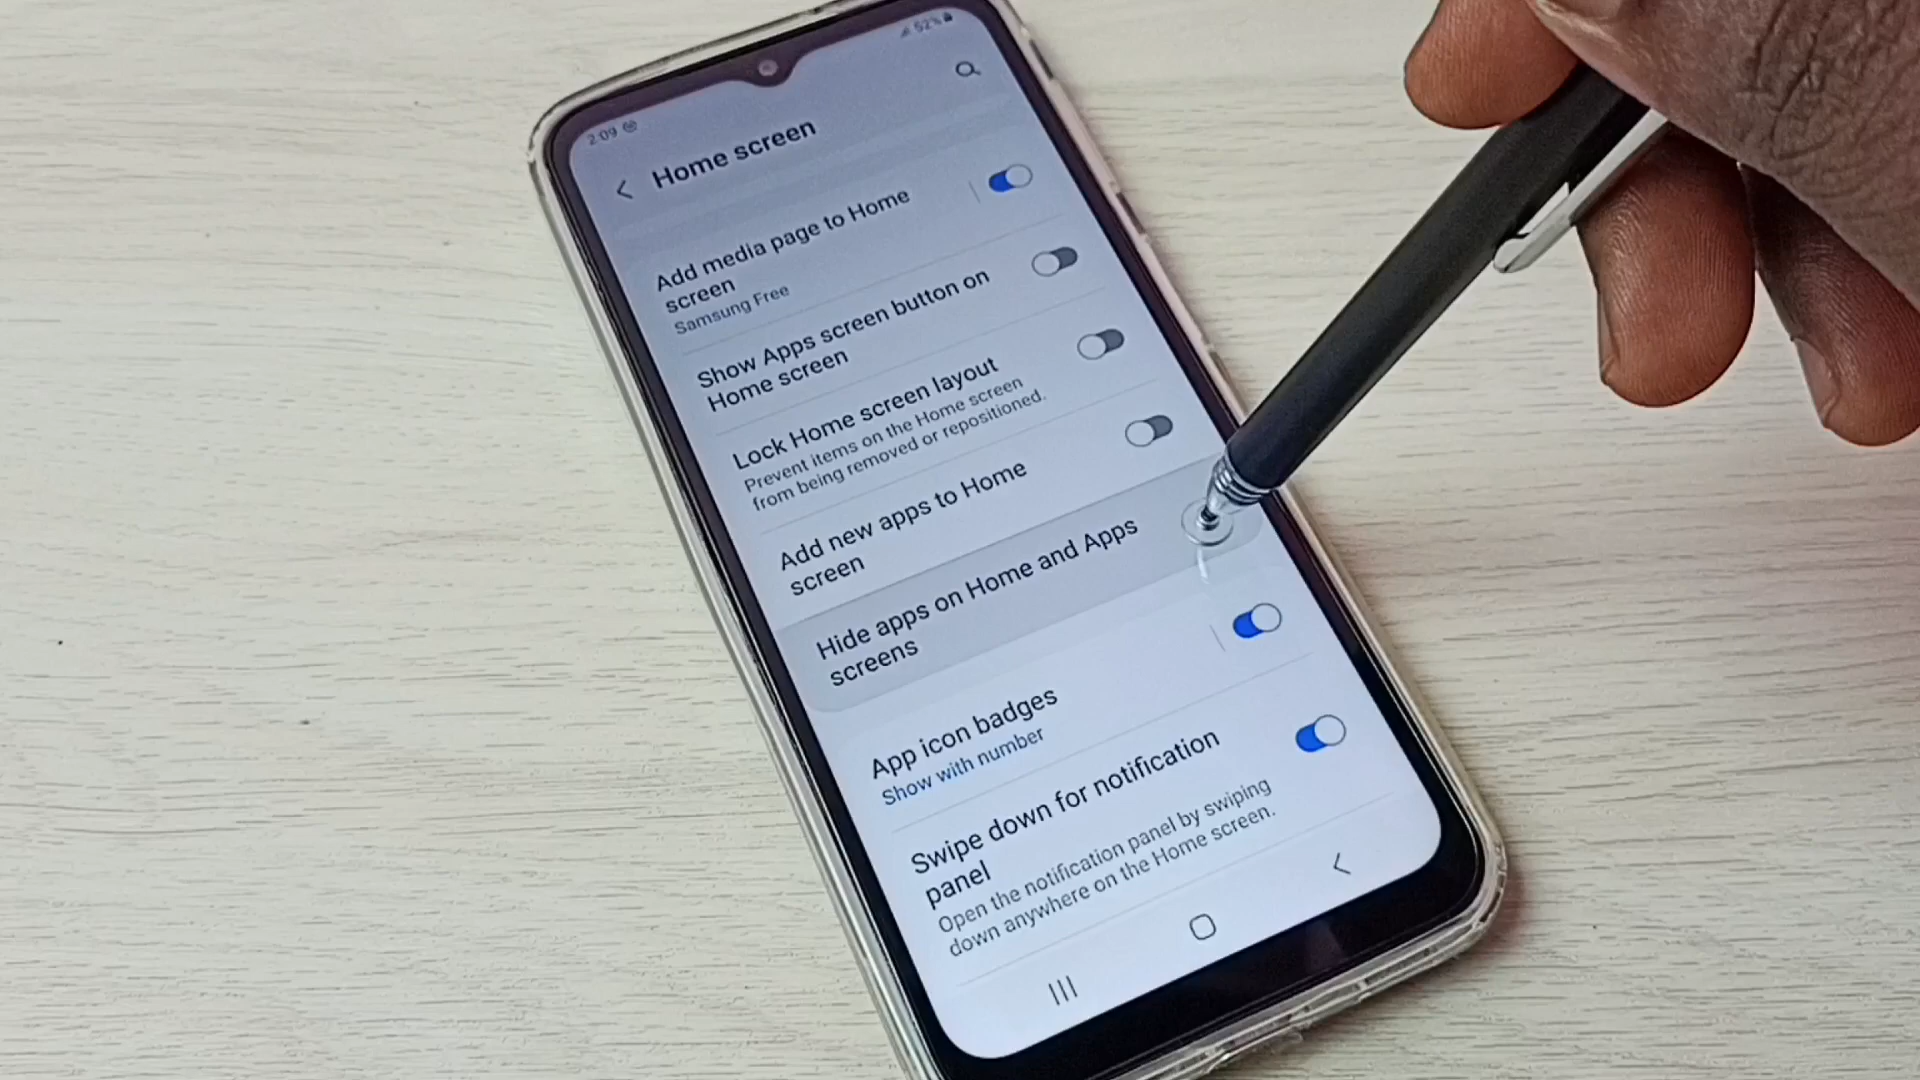 2:09
52%
Home screen
Add media page to Home
screen
Samsung Free
Show Apps screen button on
Home screen
Lock Home screen layout
Prevent items on the Home screen
from being removed or repositioned.
Add new apps to Home
screen
Hide apps on Home and Apps
screens
App icon badges
Show with number
Swipe down for notification
panel
Open the notification panel by swiping
down anywhere on the Home screen.